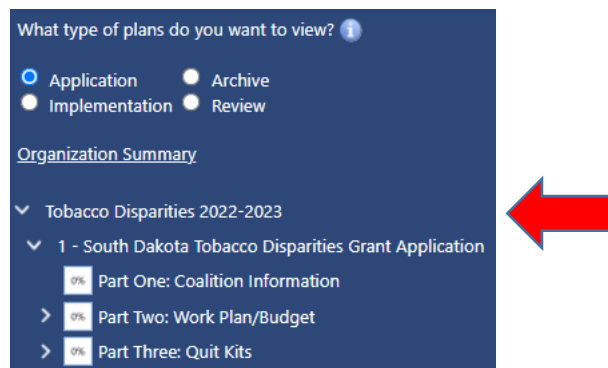 What type of plans do you want to view? i
Application Archive
Implementation Review
Organization Summary
Tobacco Disparities 2022-2023
1 - South Dakota Tobacco Disparities Grant Application
0% Part One: Coalition Information
0% Part Two: Work Plan/Budget
0% Part Three: Quit Kits